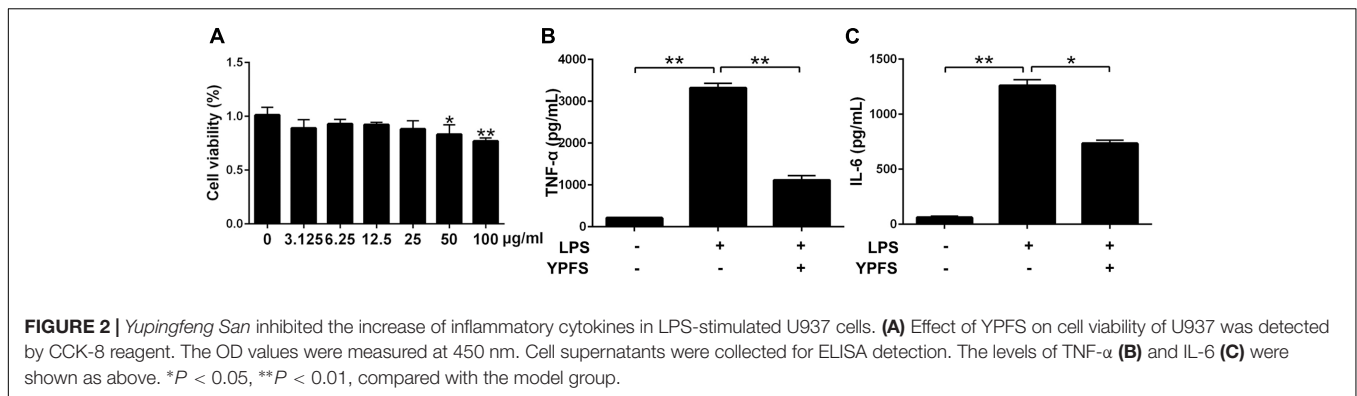 A
Cell viability (%)
1.5
1.0
0.5
0.0
*
**
0 3.125 6.25 12.5 25 50 100 µg/ml
B
TNF-α (pg/mL)
4000
3000
2000
1000
0
** **
LPS - + +
YPFS - - +
C
IL-6 (pg/mL)
1500
1000
500
0
** *
LPS - + +
YPFS - - +
FIGURE 2 | Yupingfeng San inhibited the increase of inflammatory cytokines in LPS-stimulated U937 cells. (A) Effect of YPFS on cell viability of U937 was detected
by CCK-8 reagent. The OD values were measured at 450 nm. Cell supernatants were collected for ELISA detection. The levels of TNF-α (B) and IL-6 (C) were
shown as above. *P < 0.05, **P < 0.01, compared with the model group.